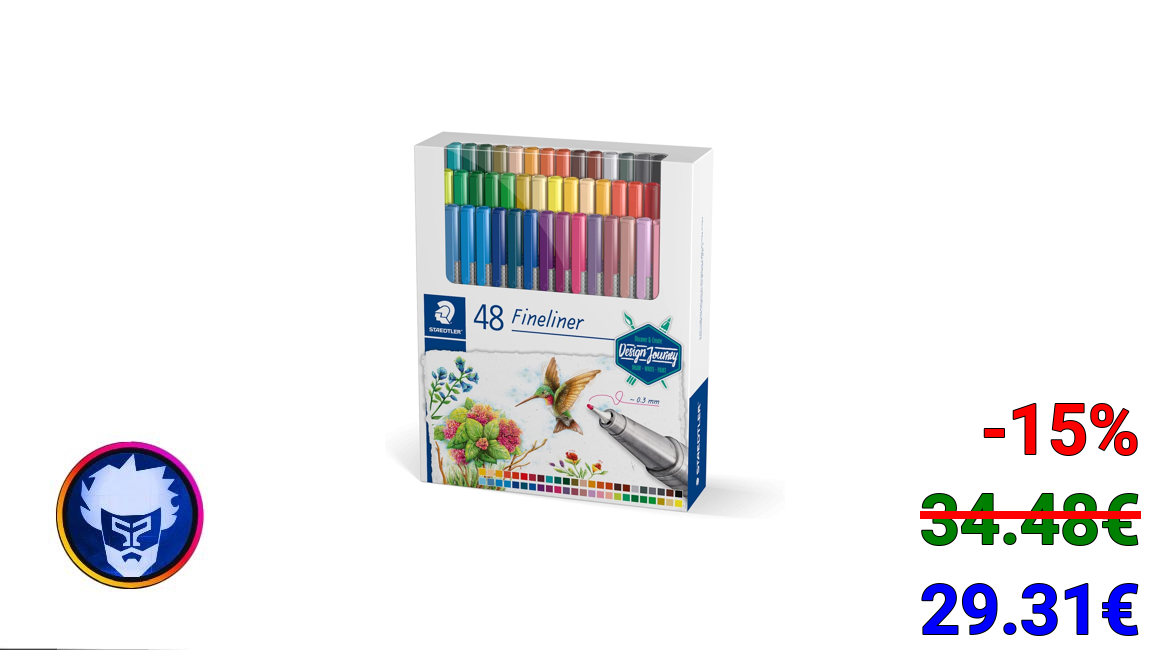 STAEDTLER
48 Fineliner
Design Journey
~ 0.3 mm
STAEDTLER
-15%
34.48€
29.31€